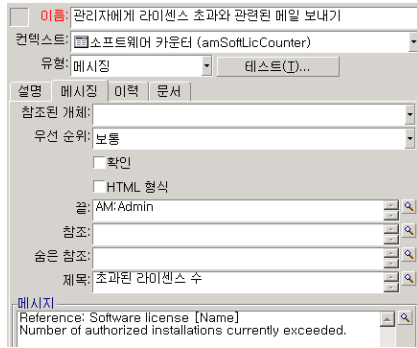 이름: 관리자에게 라이센스 초과와 관련된 메일 보내기
컨텍스트: 소프트웨어 카운터 (amSoftLicCounter)
유형: 메시징 테스트(T)...
설명 메시징 이력 문서
참조된 개체:
우선 순위: 보통
확인
HTML 형식
끝: AM:Admin
참조:
숨은 참조:
제목: 초과된 라이센스 수
메시지
Reference: Software license [Name]
Number of authorized installations currently exceeded.